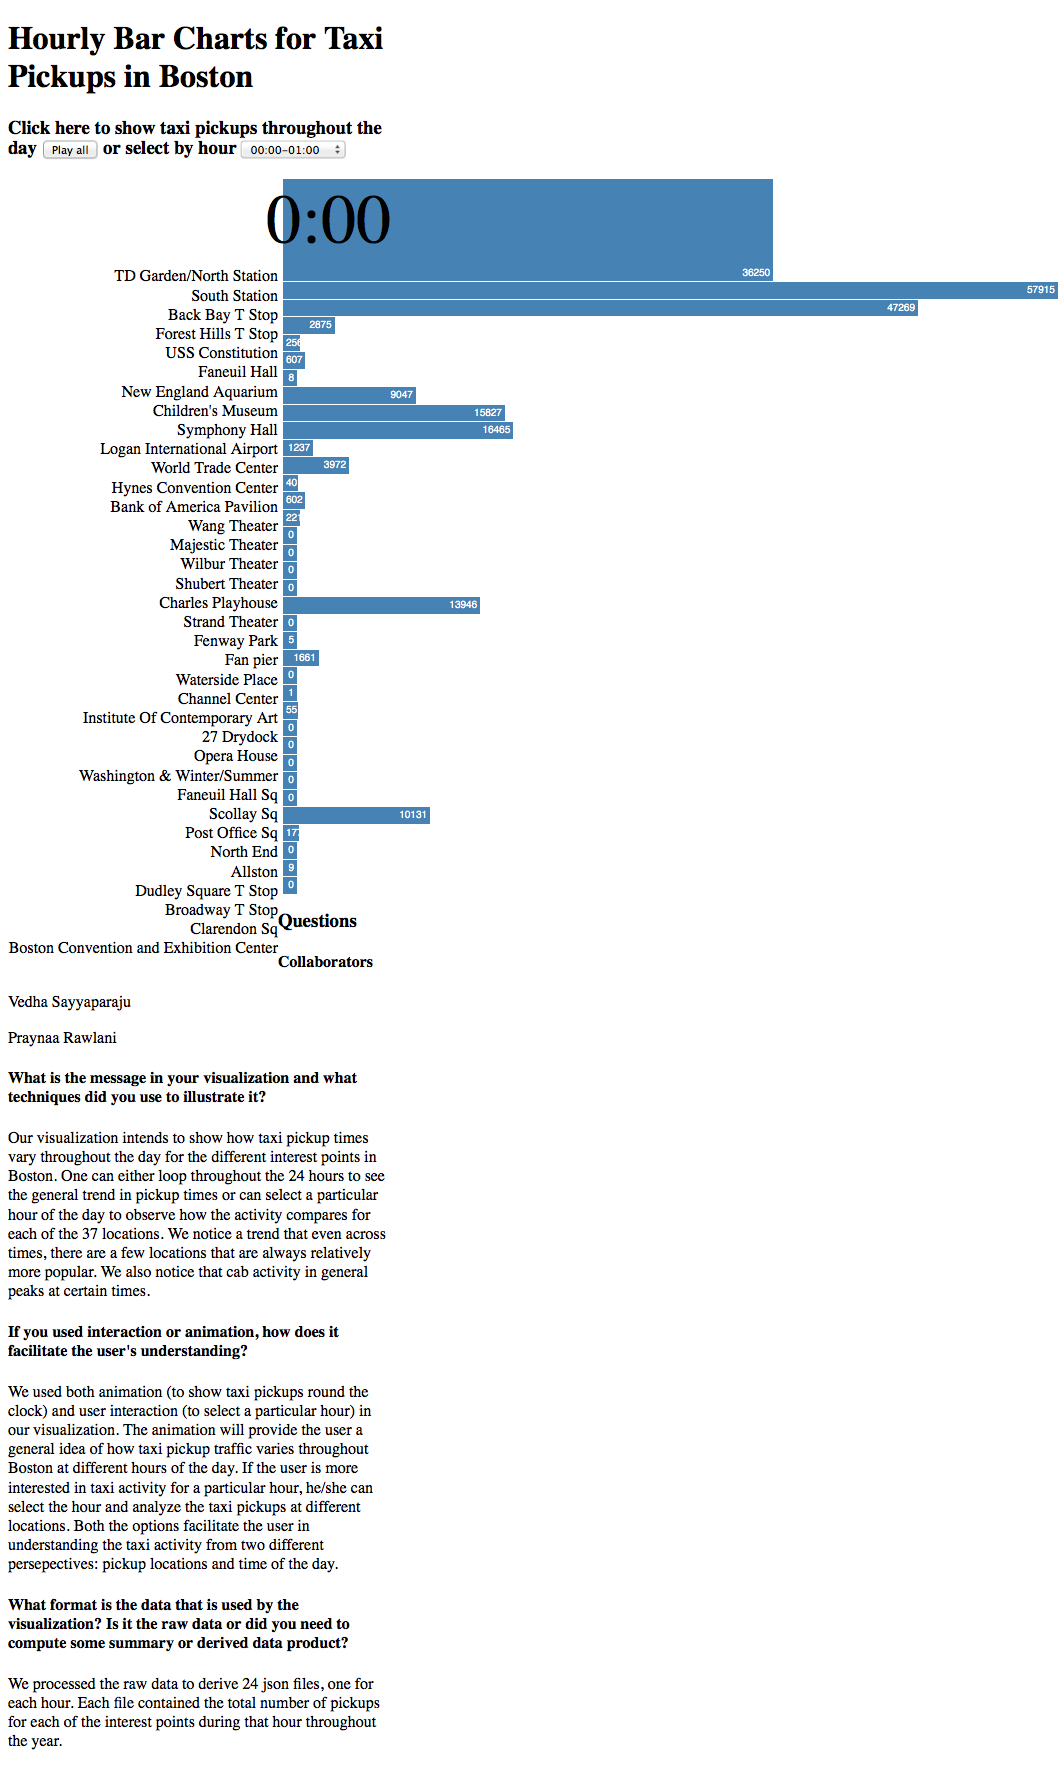 Hourly Bar Charts for Taxi
Pickups in Boston
Click here to show taxi pickups throughout the
day Play all or select by hour 00:00-01:00
0:00
TD Garden/North Station 36250
South Station 57915
Back Bay T Stop 47269
Forest Hills T Stop 2875
USS Constitution 256
Faneuil Hall 607
8
New England Aquarium 9047
Children's Museum 15827
Symphony Hall 16465
Logan International Airport 1237
World Trade Center 3972
Hynes Convention Center 40
Bank of America Pavilion 602
Wang Theater 221
Majestic Theater 0
0
Wilbur Theater 0
Shubert Theater 0
Charles Playhouse 13946
Strand Theater 0
Fenway Park 5
Fan pier 1661
Waterside Place 0
Channel Center 1
Institute Of Contemporary Art 55
27 Drydock 0
Opera House 0
0
Washington & Winter/Summer 0
Faneuil Hall Sq 0
Scollay Sq 10131
Post Office Sq 177
North End 0
Allston 9
Dudley Square T Stop 0
Broadway T Stop
Clarendon Sq
Boston Convention and Exhibition Center
Questions
Collaborators
Vedha Sayyaparaju
Praynaa Rawlani
What is the message in your visualization and what
techniques did you use to illustrate it?
Our visualization intends to show how taxi pickup times
vary throughout the day for the different interest points in
Boston. One can either loop throughout the 24 hours to see
the general trend in pickup times or can select a particular
hour of the day to observe how the activity compares for
each of the 37 locations. We notice a trend that even across
times, there are a few locations that are always relatively
more popular. We also notice that cab activity in general
peaks at certain times.
If you used interaction or animation, how does it
facilitate the user's understanding?
We used both animation (to show taxi pickups round the
clock) and user interaction (to select a particular hour) in
our visualization. The animation will provide the user a
general idea of how taxi pickup traffic varies throughout
Boston at different hours of the day. If the user is more
interested in taxi activity for a particular hour, he/she can
select the hour and analyze the taxi pickups at different
locations. Both the options facilitate the user in
understanding the taxi activity from two different
persepectives: pickup locations and time of the day.
What format is the data that is used by the
visualization? Is it the raw data or did you need to
compute some summary or derived data product?
We processed the raw data to derive 24 json files, one for
each hour. Each file contained the total number of pickups
for each of the interest points during that hour throughout
the year.